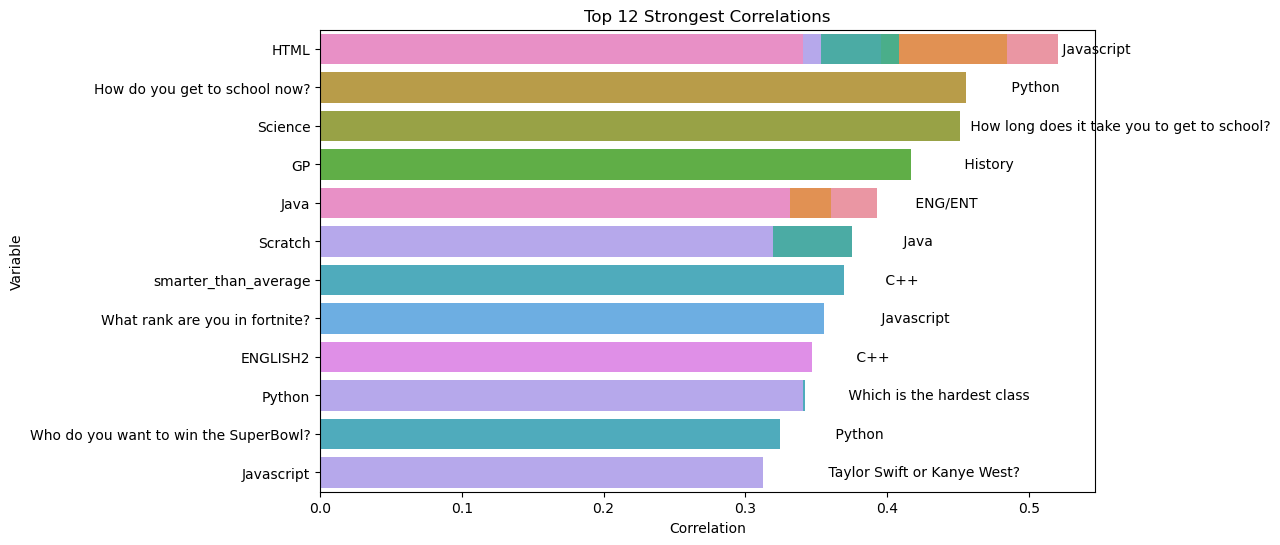 Top 12 Strongest Correlations
HTML
Javascript
How do you get to school now?
Python
Science
How long does it take you to get to school?
GP
History
Java
ENG/ENT
Scratch
Java
smarter_than_average
C++
What rank are you in fortnite?
Javascript
ENGLISH2
C++
Python
Which is the hardest class
Who do you want to win the SuperBowl?
Python
Javascript
Taylor Swift or Kanye West?
Variable
0.0 0.1 0.2 0.3 0.4 0.5
Correlation